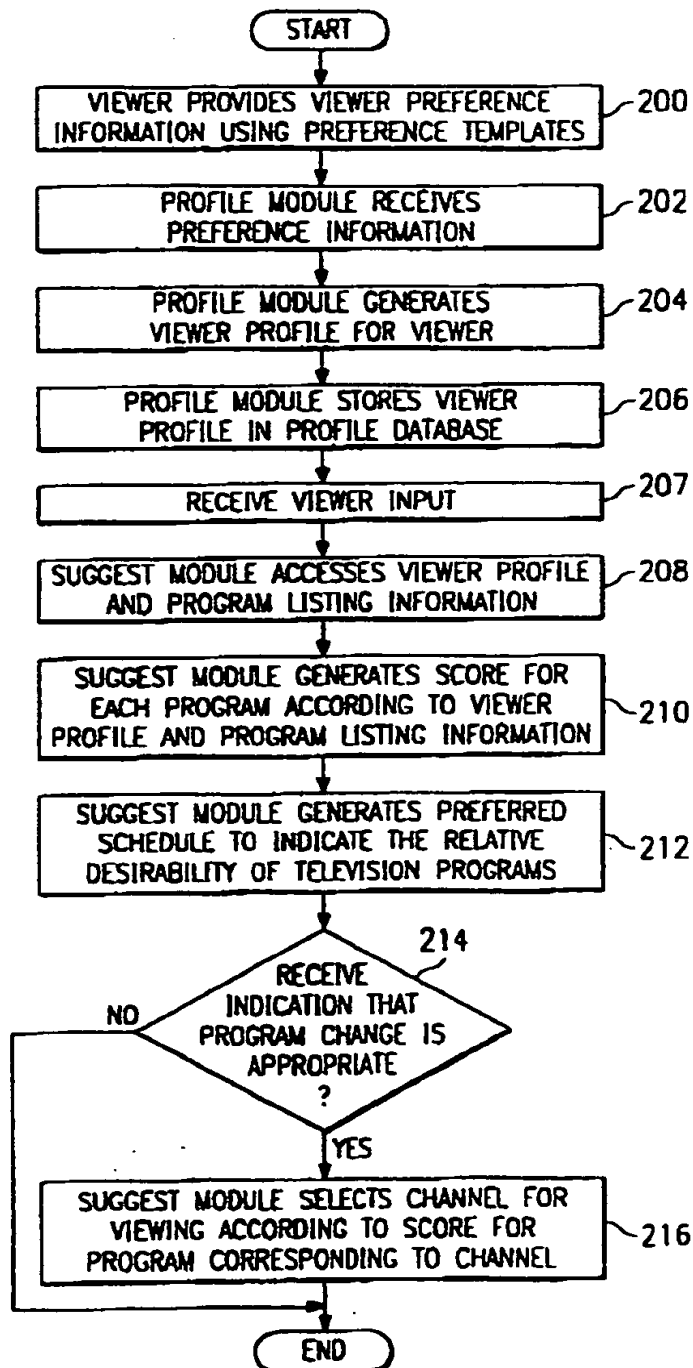 START
VIEWER PROVIDES VIEWER PREFERENCE
INFORMATION USING PREFERENCE TEMPLATES
200
PROFILE MODULE RECEIVES
PREFERENCE INFORMATION
202
PROFILE MODULE GENERATES
VIEWER PROFILE FOR VIEWER
204
PROFILE MODULE STORES VIEWER
PROFILE IN PROFILE DATABASE
206
RECEIVE VIEWER INPUT
207
SUGGEST MODULE ACCESSES VIEWER PROFILE
AND PROGRAM LISTING INFORMATION
208
SUGGEST MODULE GENERATES SCORE FOR
EACH PROGRAM ACCORDING TO VIEWER
PROFILE AND PROGRAM LISTING INFORMATION
210
SUGGEST MODULE GENERATES PREFERRED
SCHEDULE TO INDICATE THE RELATIVE
DESIRABILITY OF TELEVISION PROGRAMS
212
214
RECEIVE
INDICATION THAT
PROGRAM CHANGE IS
APPROPRIATE
?
NO
YES
SUGGEST MODULE SELECTS CHANNEL FOR
VIEWING ACCORDING TO SCORE FOR
PROGRAM CORRESPONDING TO CHANNEL
216
END